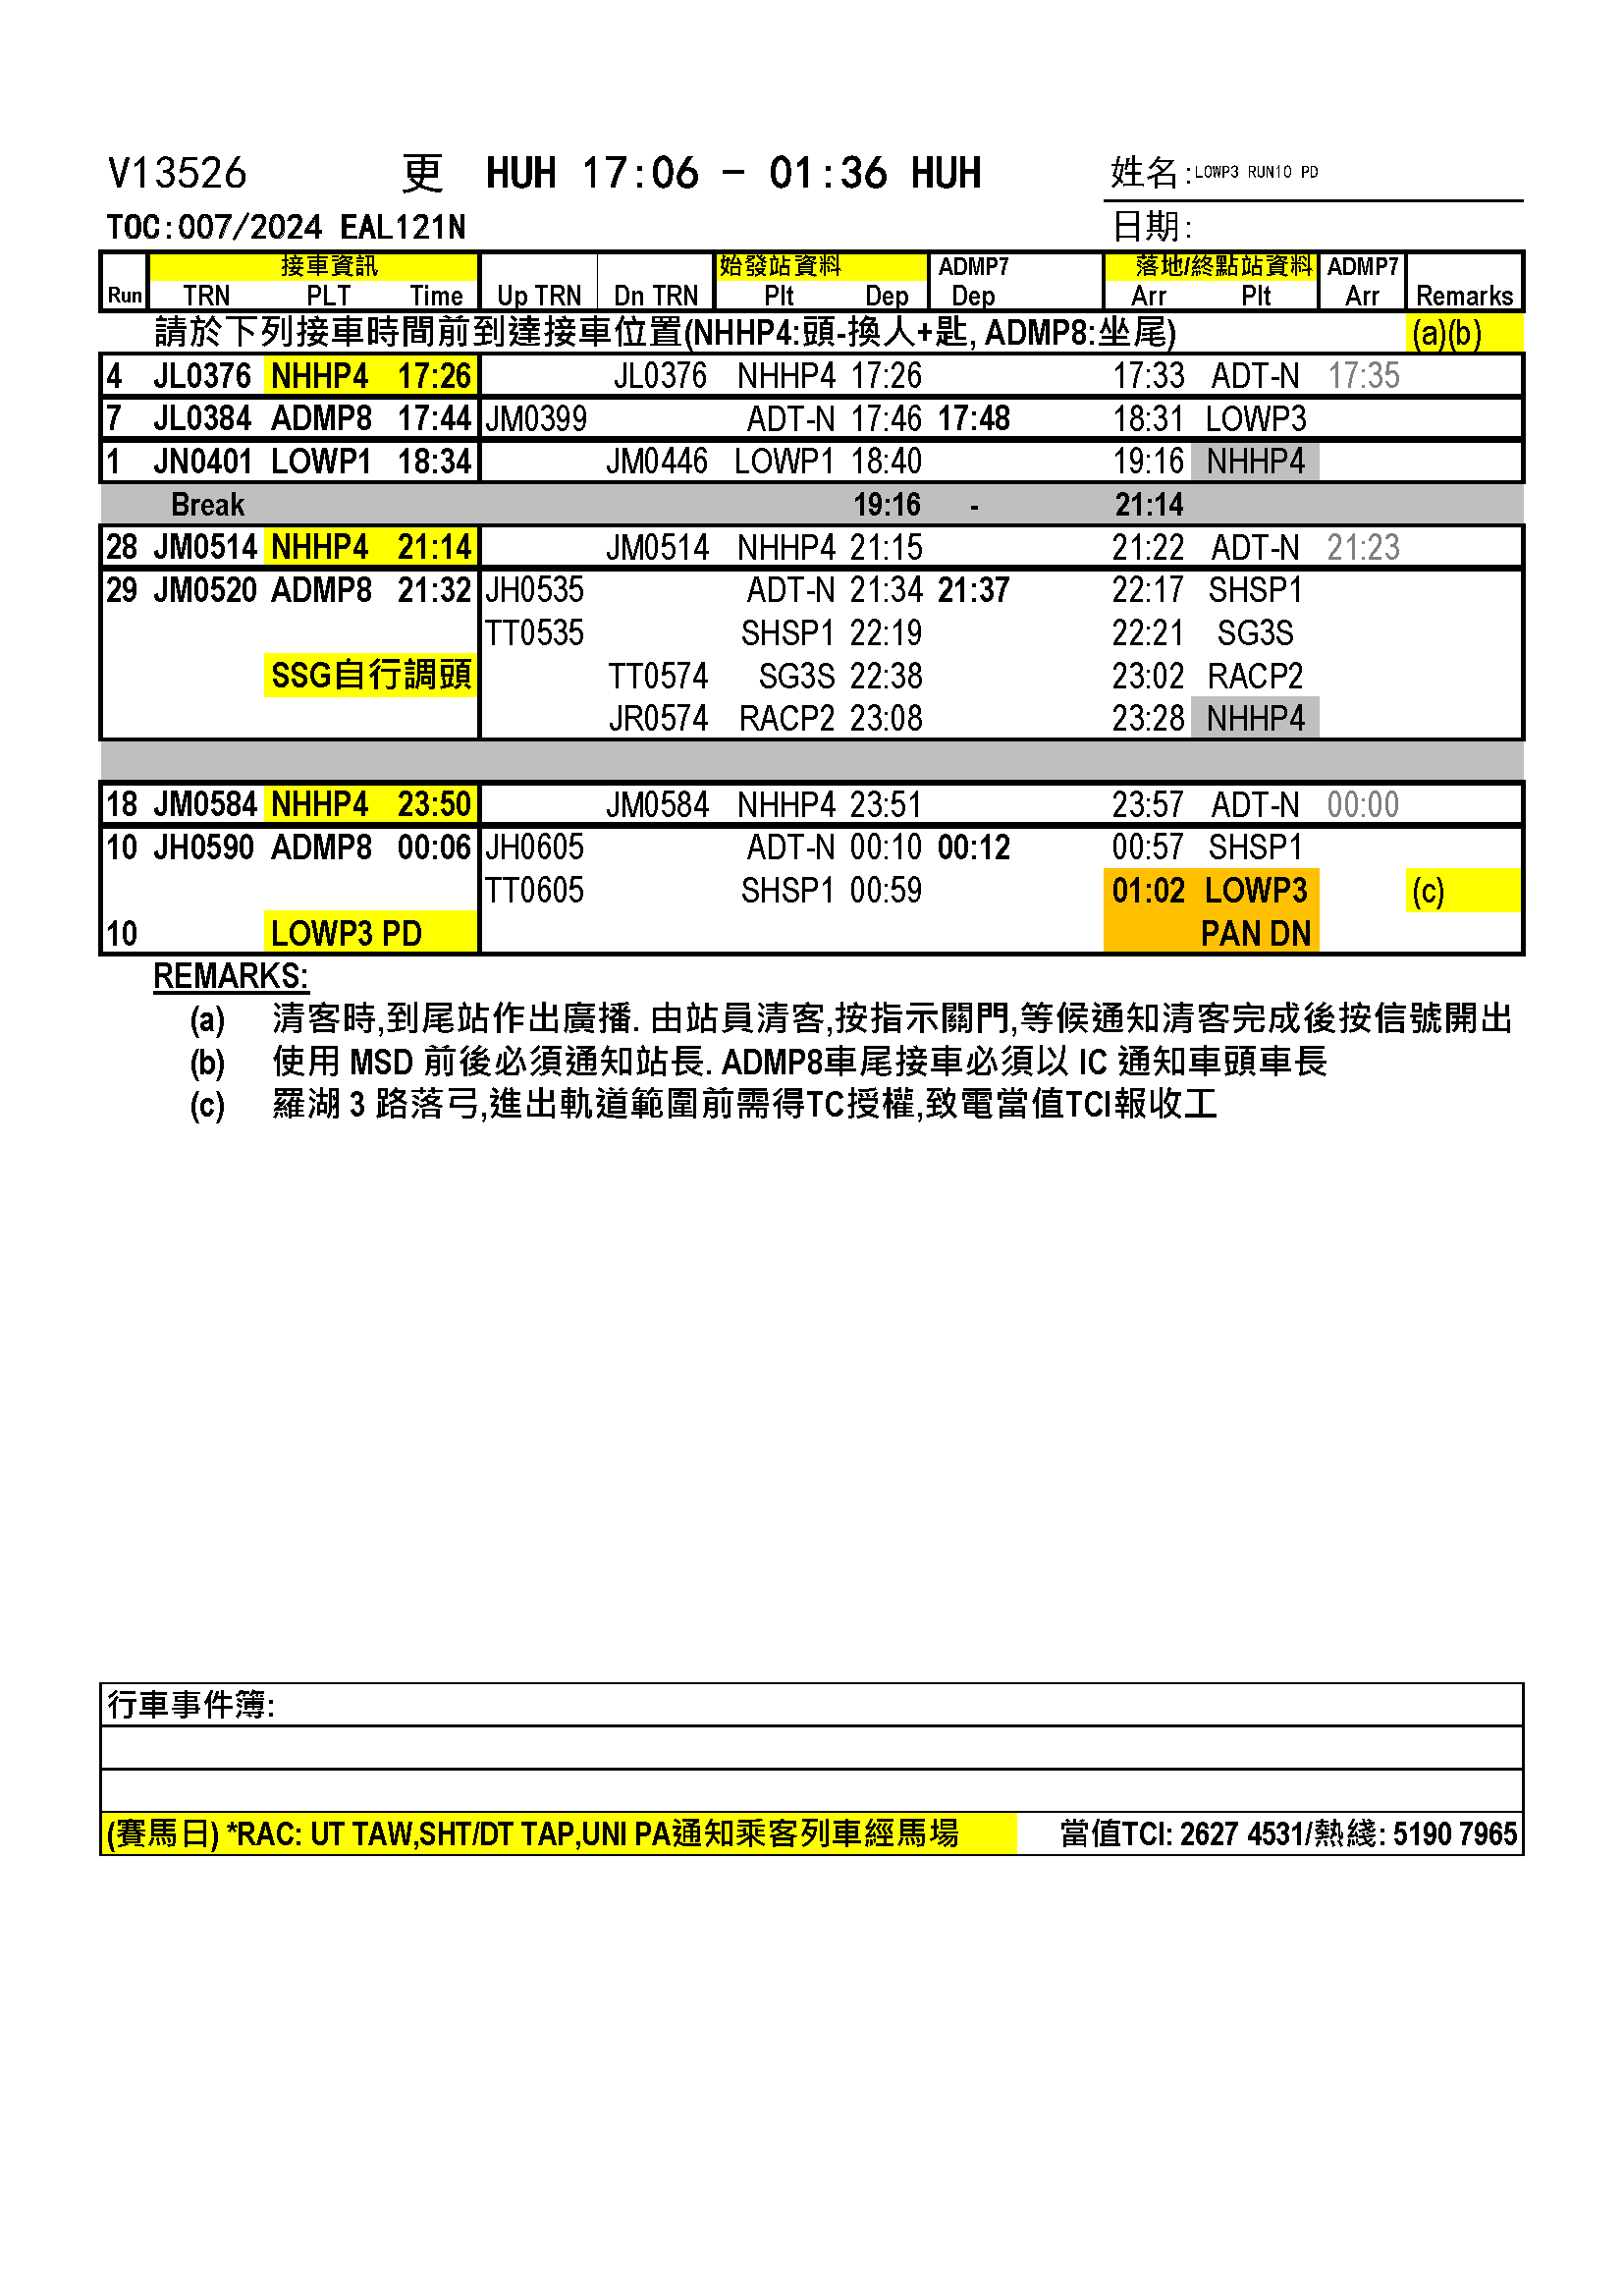 V13526 更 HUH 17:06 - 01:36 HUH 姓名:LOWP3 RUN10 PD
TOC:007/2024 EAL121N 日期:
接車資訊 始發站資料 ADMP7 落地/終點站資料 ADMP7
Run TRN PLT Time Up TRN Dn TRN Plt Dep Dep Arr Plt Arr Remarks
請於下列接車時間前到達接車位置(NHHP4:頭-換人+匙, ADMP8:坐尾) (a)(b)
4 JL0376 NHHP4 17:26 JL0376 NHHP4 17:26 17:33 ADT-N 17:35
7 JL0384 ADMP8 17:44 JM0399 ADT-N 17:46 17:48 18:31 LOWP3
1 JN0401 LOWP1 18:34 JM0446 LOWP1 18:40 19:16 NHHP4
Break 19:16 - 21:14
28 JM0514 NHHP4 21:14 JM0514 NHHP4 21:15 21:22 ADT-N 21:23
29 JM0520 ADMP8 21:32 JH0535 ADT-N 21:34 21:37 22:17 SHSP1
TT0535 SHSP1 22:19 22:21 SG3S
SSG自行調頭 TT0574 SG3S 22:38 23:02 RACP2
JR0574 RACP2 23:08 23:28 NHHP4
18 JM0584 NHHP4 23:50 JM0584 NHHP4 23:51 23:57 ADT-N 00:00
10 JH0590 ADMP8 00:06 JH0605 ADT-N 00:10 00:12 00:57 SHSP1
TT0605 SHSP1 00:59 01:02 LOWP3 (c)
10 LOWP3 PD PAN DN
REMARKS:
(a) 清客時,到尾站作出廣播. 由站員清客,按指示關門,等候通知清客完成後按信號開出
(b) 使用 MSD 前後必須通知站長. ADMP8車尾接車必須以 IC 通知車頭車長
(c) 羅湖 3 路落弓,進出軌道範圍前需得TC授權,致電當值TCI報收工
行車事件簿:
(賽馬日) *RAC: UT TAW,SHT/DT TAP,UNI PA通知乘客列車經馬場 當值TCI: 2627 4531/熱綫: 5190 7965